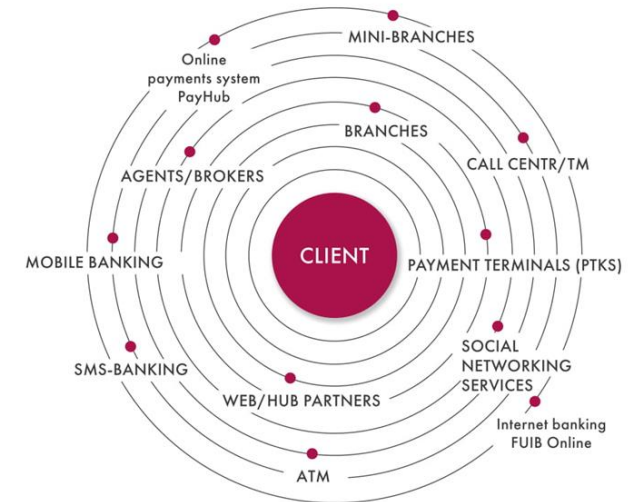 MINI-BRANCHES
Online
payments system
PayHub
BRANCHES
CALL CENTR/TM
AGENTS/BROKERS
CLIENT
MOBILE BANKING
PAYMENT TERMINALS (PTKS)
SOCIAL
NETWORKING
SERVICES
SMS-BANKING
WEB/HUB PARTNERS
Internet banking
FUIB Online
ATM